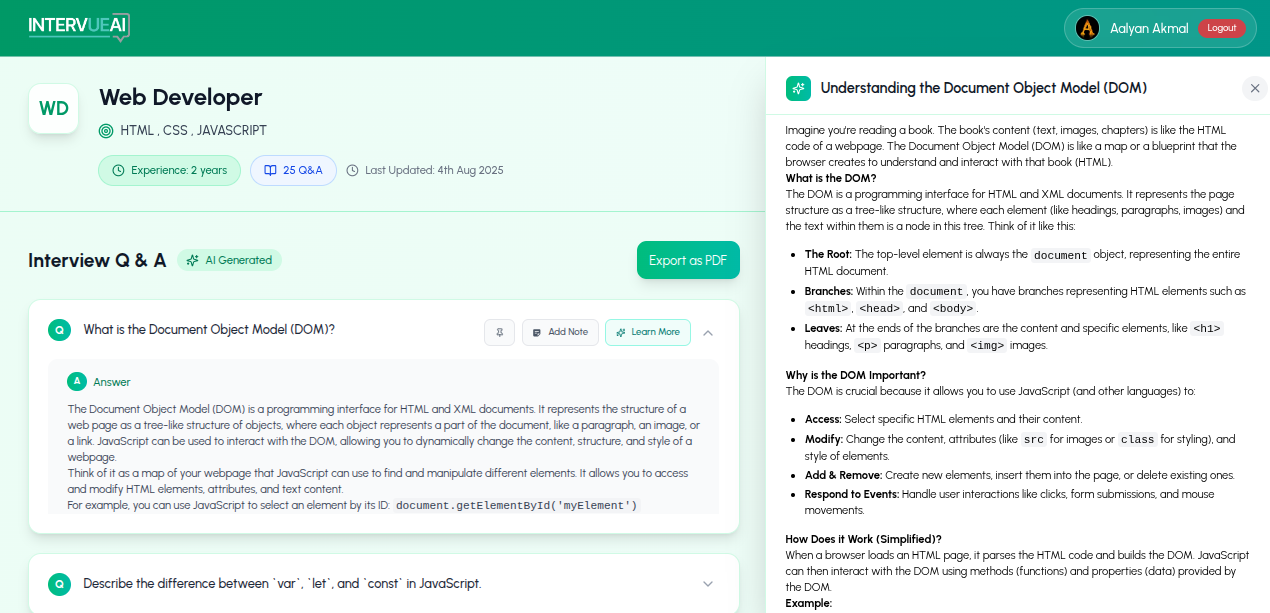 INTERVUEAI
Aalyan Akmal
Logout
WD
Web Developer
HTML , CSS , JAVASCRIPT
Experience: 2 years
25 Q&A
Last Updated: 4th Aug 2025
Interview Q & A
AI Generated
Export as PDF
Q
What is the Document Object Model (DOM)?
Add Note
Learn More
A
Answer
The Document Object Model (DOM) is a programming interface for HTML and XML documents. It represents the structure of a
web page as a tree-like structure of objects, where each object represents a part of the document, like a paragraph, an image, or
a link. JavaScript can be used to interact with the DOM, allowing you to dynamically change the content, structure, and style of a
webpage.
Think of it as a map of your webpage that JavaScript can use to find and manipulate different elements. It allows you to access
and modify HTML elements, attributes, and text content.
For example, you can use JavaScript to select an element by its ID: document.getElementById('myElement')
Q
Describe the difference between `var`, `let`, and `const` in JavaScript.
Understanding the Document Object Model (DOM)
Imagine you're reading a book. The book's content (text, images, chapters) is like the HTML
code of a webpage. The Document Object Model (DOM) is like a map or a blueprint that the
browser creates to understand and interact with that book (HTML).
What is the DOM?
The DOM is a programming interface for HTML and XML documents. It represents the page
structure as a tree-like structure, where each element (like headings, paragraphs, images) and
the text within them is a node in this tree. Think of it like this:
• The Root: The top-level element is always the document object, representing the entire
HTML document.
• Branches: Within the document, you have branches representing HTML elements such as
<html>, <head>, and <body>.
• Leaves: At the ends of the branches are the content and specific elements, like <h1>
headings, <p> paragraphs, and <img> images.
Why is the DOM Important?
The DOM is crucial because it allows you to use JavaScript (and other languages) to:
• Access: Select specific HTML elements and their content.
• Modify: Change the content, attributes (like src for images or class for styling), and
style of elements.
• Add & Remove: Create new elements, insert them into the page, or delete existing ones.
• Respond to Events: Handle user interactions like clicks, form submissions, and mouse
movements.
How Does it Work (Simplified)?
When a browser loads an HTML page, it parses the HTML code and builds the DOM. JavaScript
can then interact with the DOM using methods (functions) and properties (data) provided by
the DOM.
Example: